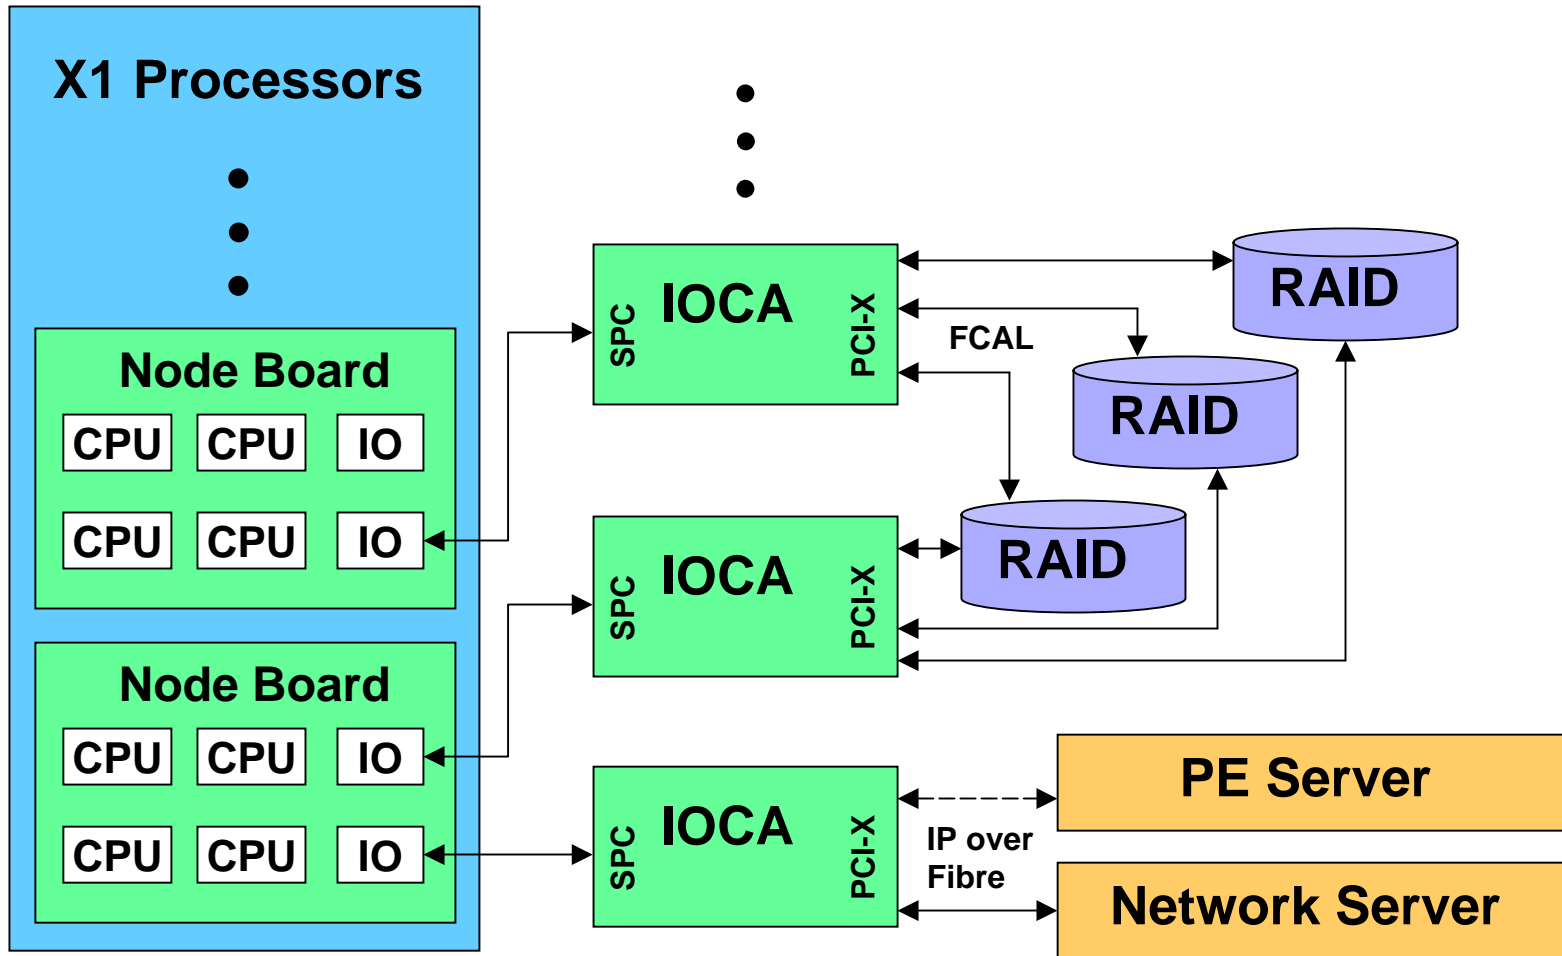 X1 Processors
Node Board
CPU CPU IO
CPU CPU IO
Node Board
CPU CPU IO
CPU CPU IO
SPC
IOCA
PCI-X
FCAL
RAID
RAID
RAID
SPC
IOCA
PCI-X
SPC
IOCA
PCI-X
IP over
Fibre
PE Server
Network Server